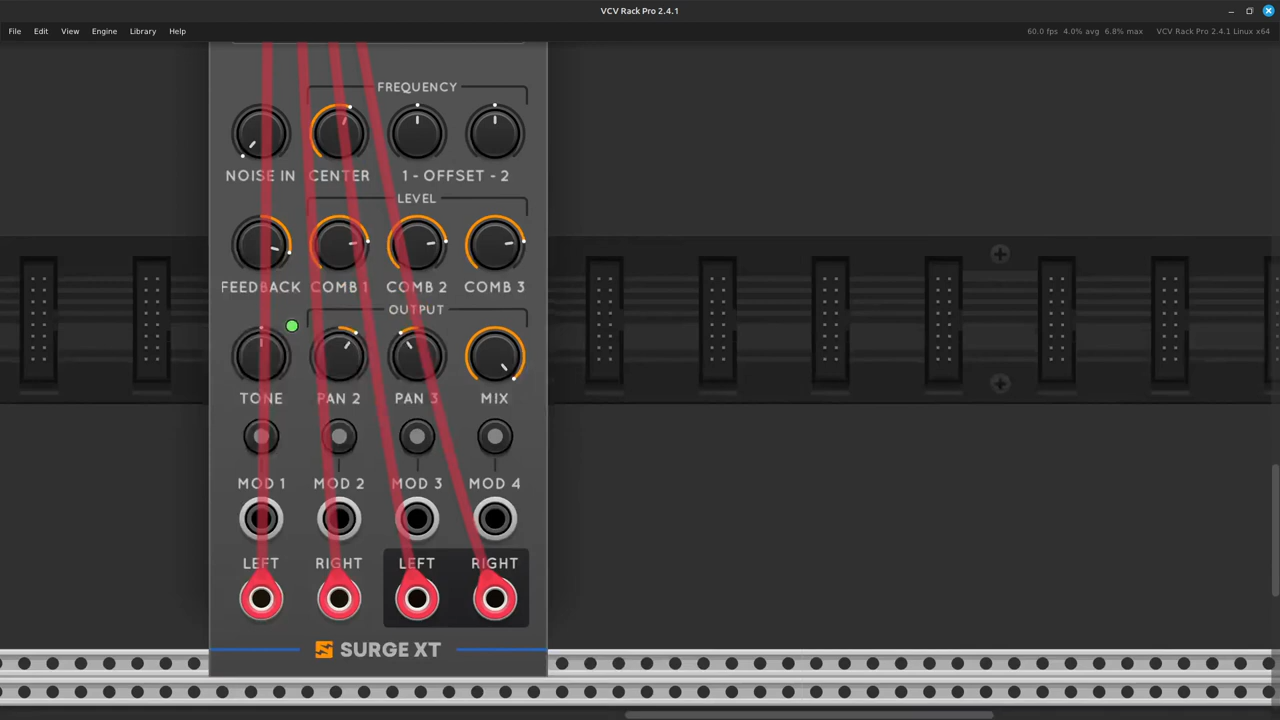 VCV Rack Pro 2.4.1
File Edit View Engine Library Help 60.0 fps 4.0% avg 6.8% max VCV Rack Pro 2.4.1 Linux x64
FREQUENCY
NOISE IN CENTER 1 - OFFSET - 2
LEVEL
FEEDBACK COMB 1 COMB 2 COMB 3
OUTPUT
TONE PAN 2 PAN 3 MIX
MOD 1 MOD 2 MOD 3 MOD 4
LEFT RIGHT LEFT RIGHT
SURGE XT